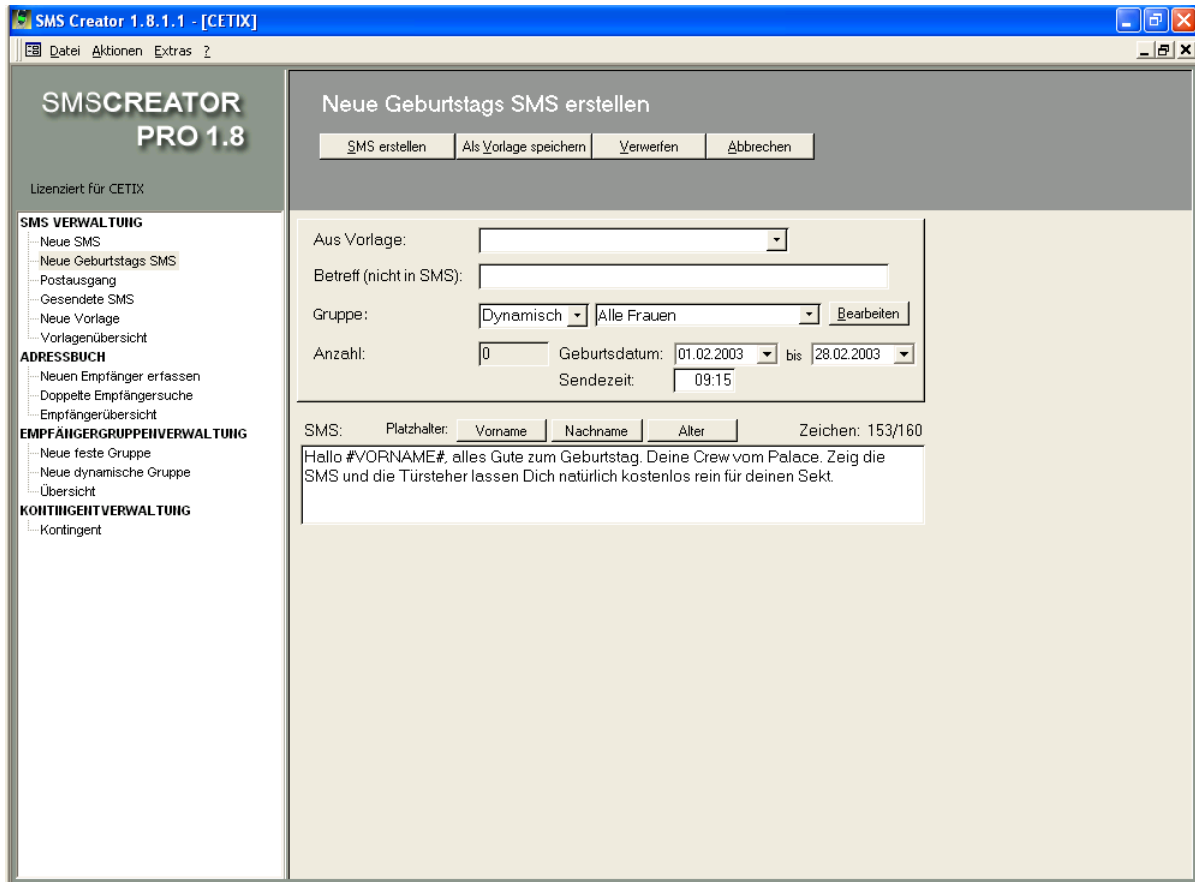 SMS Creator 1.8.1.1 - [CETIX]
Datei Aktionen Extras ?
SMSCREATOR
PRO 1.8
Lizenziert für CETIX
Neue Geburtstags SMS erstellen
SMS erstellen Als Vorlage speichern Verwerfen Abbrechen
SMS VERWALTUNG
Neue SMS
Neue Geburtstags SMS
Postausgang
Gesendete SMS
Neue Vorlage
Vorlagenübersicht
ADRESSBUCH
Neuen Empfänger erfassen
Doppelte Empfängersuche
Empfängerübersicht
EMPFÄNGERGRUPPENVERWALTUNG
Neue feste Gruppe
Neue dynamische Gruppe
Übersicht
KONTINGENTVERWALTUNG
Kontingent
Aus Vorlage:
Betreff (nicht in SMS):
Gruppe: Dynamisch Alle Frauen Bearbeiten
Anzahl: 0 Geburtsdatum: 01.02.2003 bis 28.02.2003
Sendezeit: 09:15
SMS: Platzhalter: Vorname Nachname Alter Zeichen: 153/160
Hallo #VORNAME#, alles Gute zum Geburtstag. Deine Crew vom Palace. Zeig die
SMS und die Türsteher lassen Dich natürlich kostenlos rein für deinen Sekt.